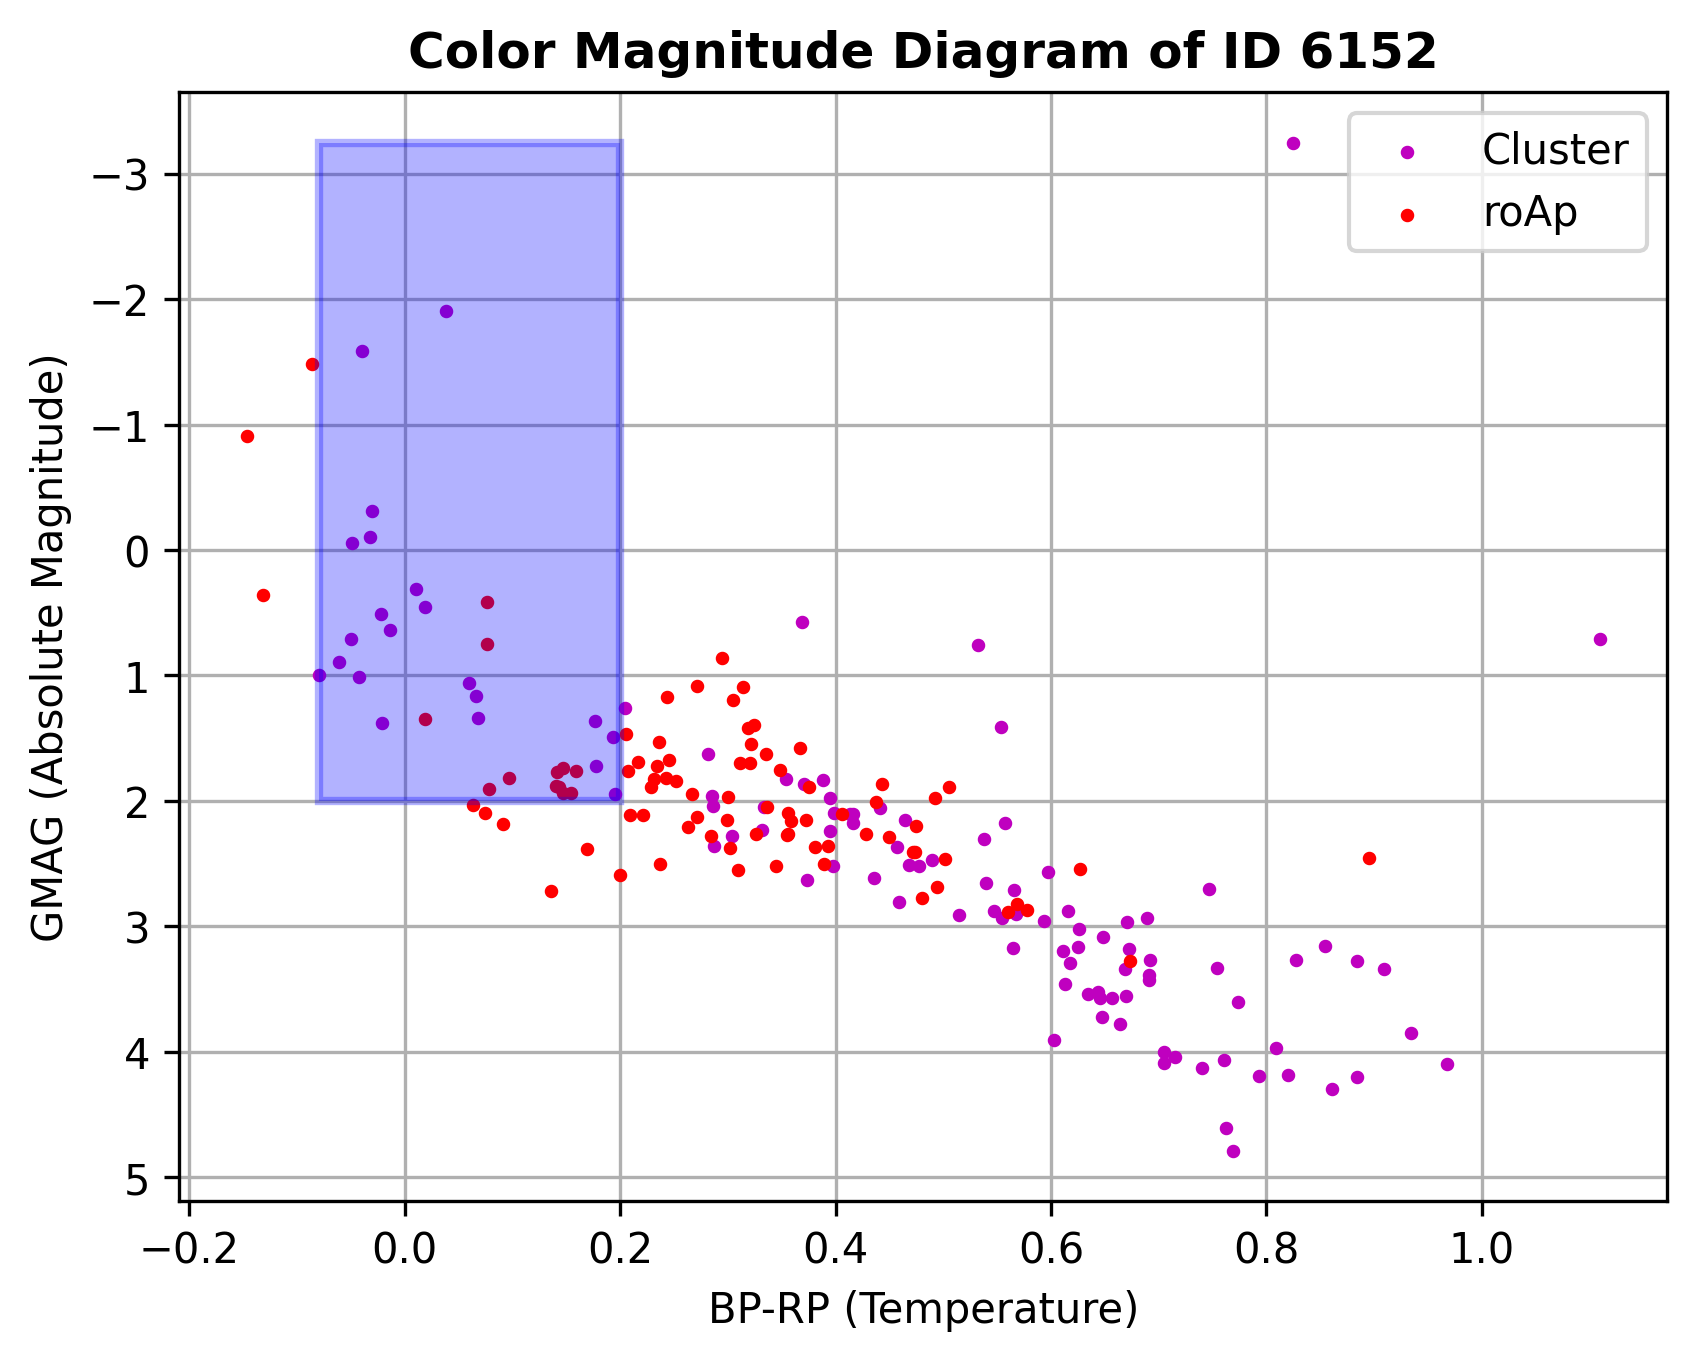 Color Magnitude Diagram of ID 6152
Cluster
roAp
−3
−2
−1
0
1
2
3
4
5
GMAG (Absolute Magnitude)
−0.2 0.0 0.2 0.4 0.6 0.8 1.0
BP-RP (Temperature)